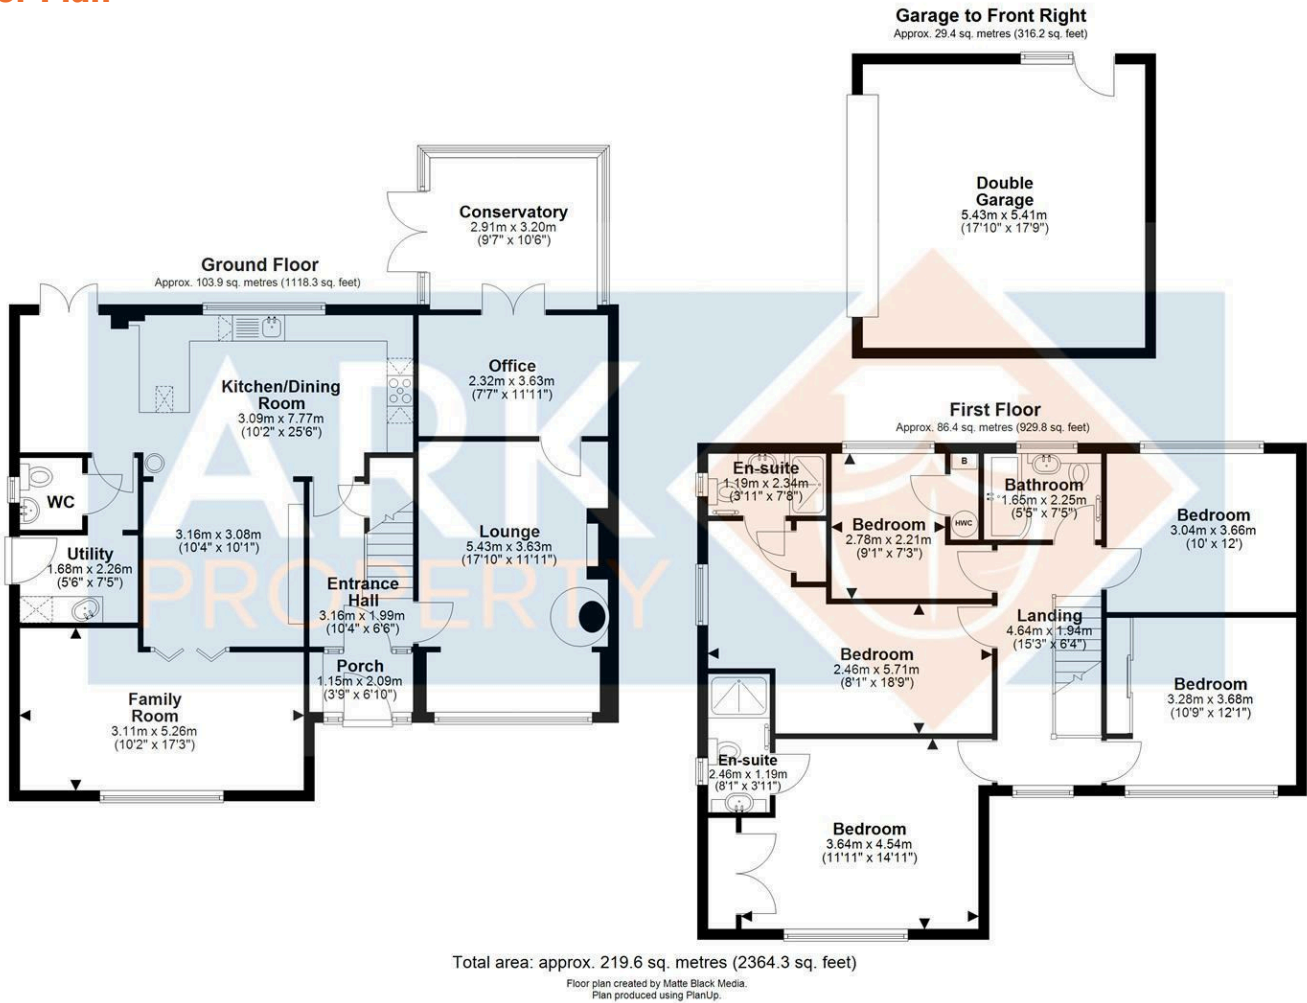 Garage to Front Right
Approx. 29.4 sq. metres (316.2 sq. feet)
Double
Garage
5.43m x 5.41m
(17'10" x 17'9")
Conservatory
2.91m x 3.20m
(9'7" x 10'6")
Ground Floor
Approx. 103.9 sq. metres (1118.3 sq. feet)
Kitchen/Dining
Room
3.09m x 7.77m
(10'2" x 25'6")
Office
2.32m x 3.63m
(7'7" x 11'11")
WC
Utility
1.68m x 2.26m
(5'6" x 7'5")
3.16m x 3.08m
(10'4" x 10'1")
Lounge
5.43m x 3.63m
(17'10" x 11'11")
Entrance
Hall
3.16m x 1.99m
(10'4" x 6'6")
Porch
1.15m x 2.09m
(3'9" x 6'10")
Family
Room
3.11m x 5.26m
(10'2" x 17'3")
First Floor
Approx. 86.4 sq. metres (929.8 sq. feet)
En-suite
1.19m x 2.34m
(3'11" x 7'8")
B
HWC
Bathroom
1.65m x 2.25m
(5'5" x 7'5")
Bedroom
2.78m x 2.21m
(9'1" x 7'3")
Bedroom
3.04m x 3.66m
(10' x 12')
Landing
4.64m x 1.94m
(15'3" x 6'4")
Bedroom
2.46m x 5.71m
(8'1" x 18'9")
Bedroom
3.28m x 3.68m
(10'9" x 12'1")
En-suite
2.46m x 1.19m
(8'1" x 3'11")
Bedroom
3.64m x 4.54m
(11'11" x 14'11")
Total area: approx. 219.6 sq. metres (2364.3 sq. feet)
Floor plan created by Matte Black Media.
Plan produced using PlanUp.
ARK
PROPERTY